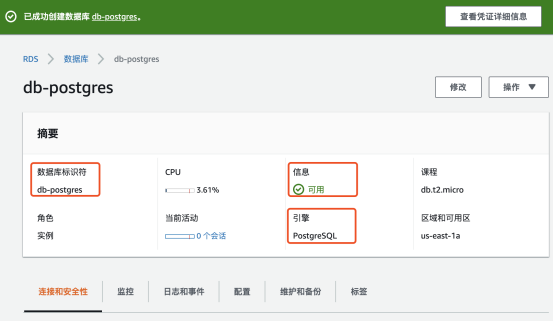 已成功创建数据库 db-postgres。
查看凭证详细信息
RDS > 数据库 > db-postgres
db-postgres
修改
操作
摘要
数据库标识符
db-postgres
CPU
3.61%
信息
可用
课程
db.t2.micro
角色
实例
当前活动
0 个会话
引擎
PostgreSQL
区域和可用区
us-east-1a
连接和安全性
监控
日志和事件
配置
维护和备份
标签